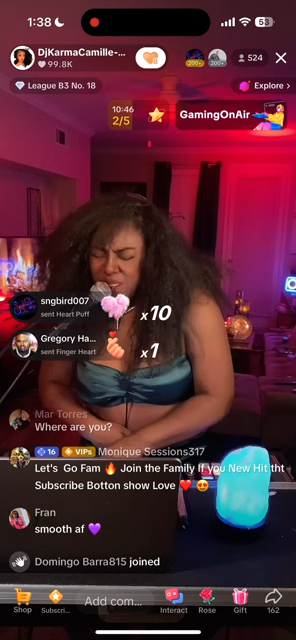 1:38
53
DjKarmaCamille-...
99.8K
200+
200+
524
League B3 No. 18
Explore >
10:46
2/5
GamingOnAir
sngbird007
sent Heart Puff
x10
Gregory Ha...
sent Finger Heart
x1
Mar Torres
Where are you?
16 VIPs Monique Sessions317
Let's Go Fam 🔥 Join the Family If you New Hit tht
Subscribe Botton show Love ❤️ 😍
Fran
smooth af 💜
Domingo Barra815 joined
Shop
Subscri...
Add com...
Interact
Rose
Gift
162